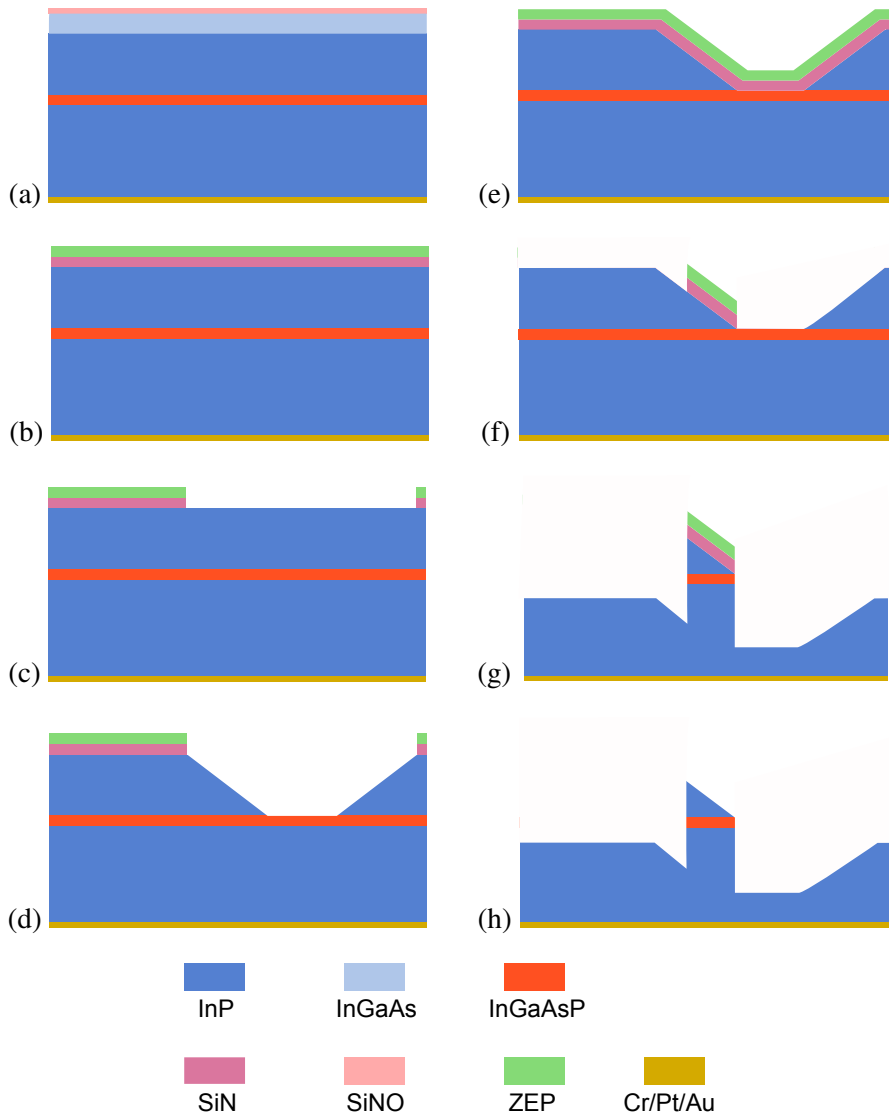 (a)
(e)
(b)
(f)
(c)
(g)
(d)
(h)
InP InGaAs InGaAsP
SiN SiNO ZEP Cr/Pt/Au